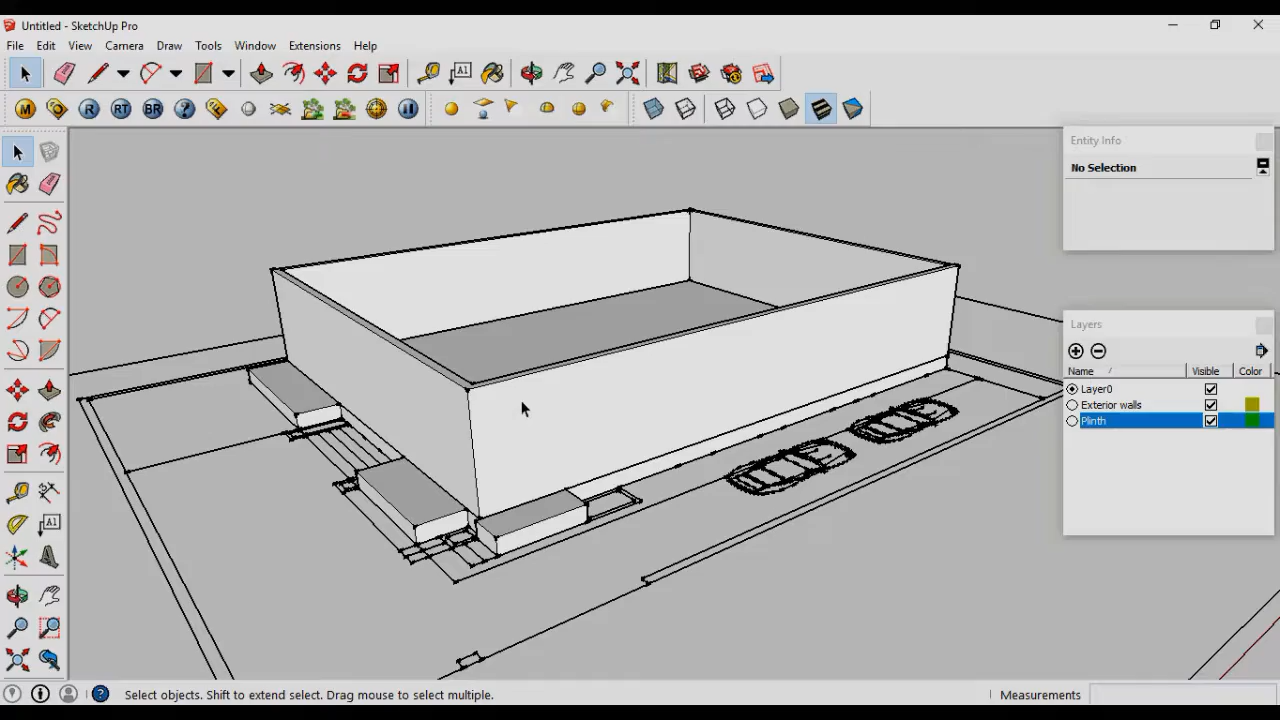 Untitled - SketchUp Pro
File Edit View Camera Draw Tools Window Extensions Help
A1
M O R RT BR ? F
Entity Info
No Selection
Layers
Name / Visible Color
Layer0
Exterior walls
Plinth
A1
Select objects. Shift to extend select. Drag mouse to select multiple.
Measurements